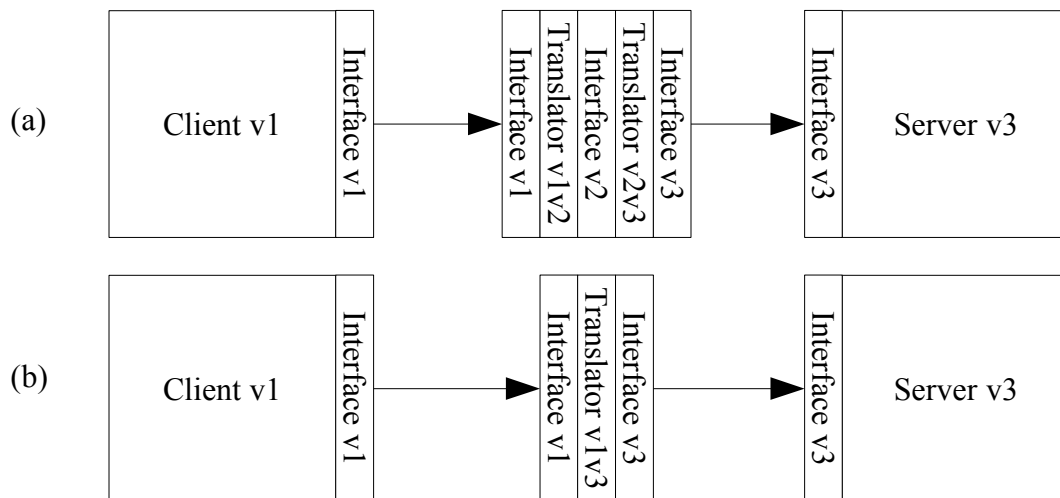 (a)
Client v1
Interface v1
Interface v1
Translator v1v2
Interface v2
Translator v2v3
Interface v3
Interface v3
Server v3
(b)
Client v1
Interface v1
Interface v1
Translator v1v3
Interface v3
Interface v3
Server v3